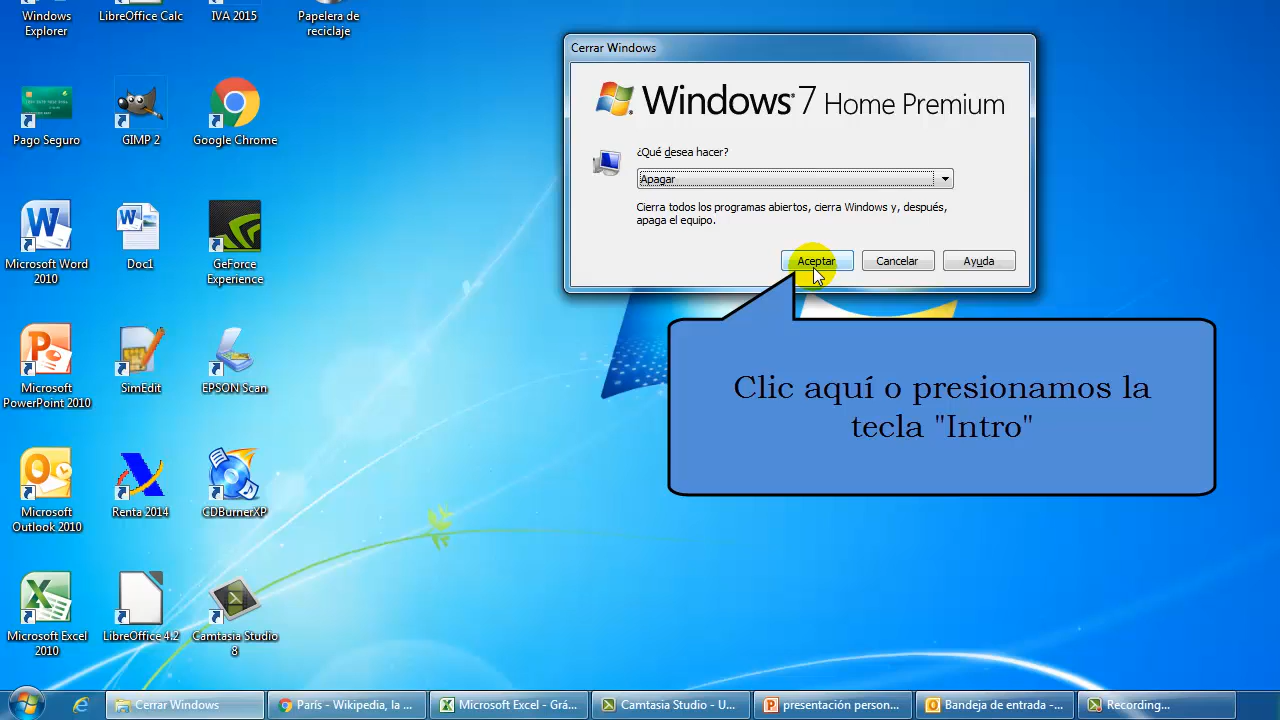 Windows
Explorer
LibreOffice Calc
IVA 2015
Papelera de
reciclaje
Pago Seguro
GIMP 2
Google Chrome
Microsoft Word
2010
Doc1
GeForce
Experience
Microsoft
PowerPoint 2010
SimEdit
EPSON Scan
Microsoft
Outlook 2010
Renta 2014
CDBurnerXP
Microsoft Excel
2010
LibreOffice 4.2
Camtasia Studio
8
Cerrar Windows
Windows 7 Home Premium
¿Qué desea hacer?
Apagar
Cierra todos los programas abiertos, cierra Windows y, después,
apaga el equipo.
Aceptar
Cancelar
Ayuda
Clic aquí o presionamos la
tecla "Intro"
Cerrar Windows
París - Wikipedia, la ...
Microsoft Excel - Grá...
Camtasia Studio - U...
presentación person...
Bandeja de entrada -...
Recording...